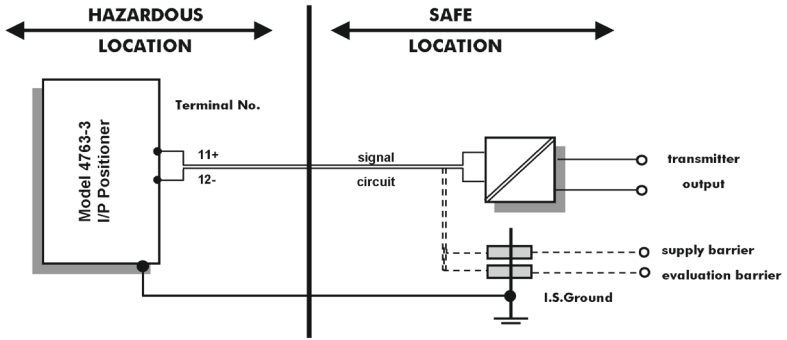 HAZARDOUS
LOCATION
SAFE
LOCATION
Terminal No.
Model 4763-3
I/P Positioner
11+
12-
signal
circuit
transmitter
output
supply barrier
evaluation barrier
I.S.Ground